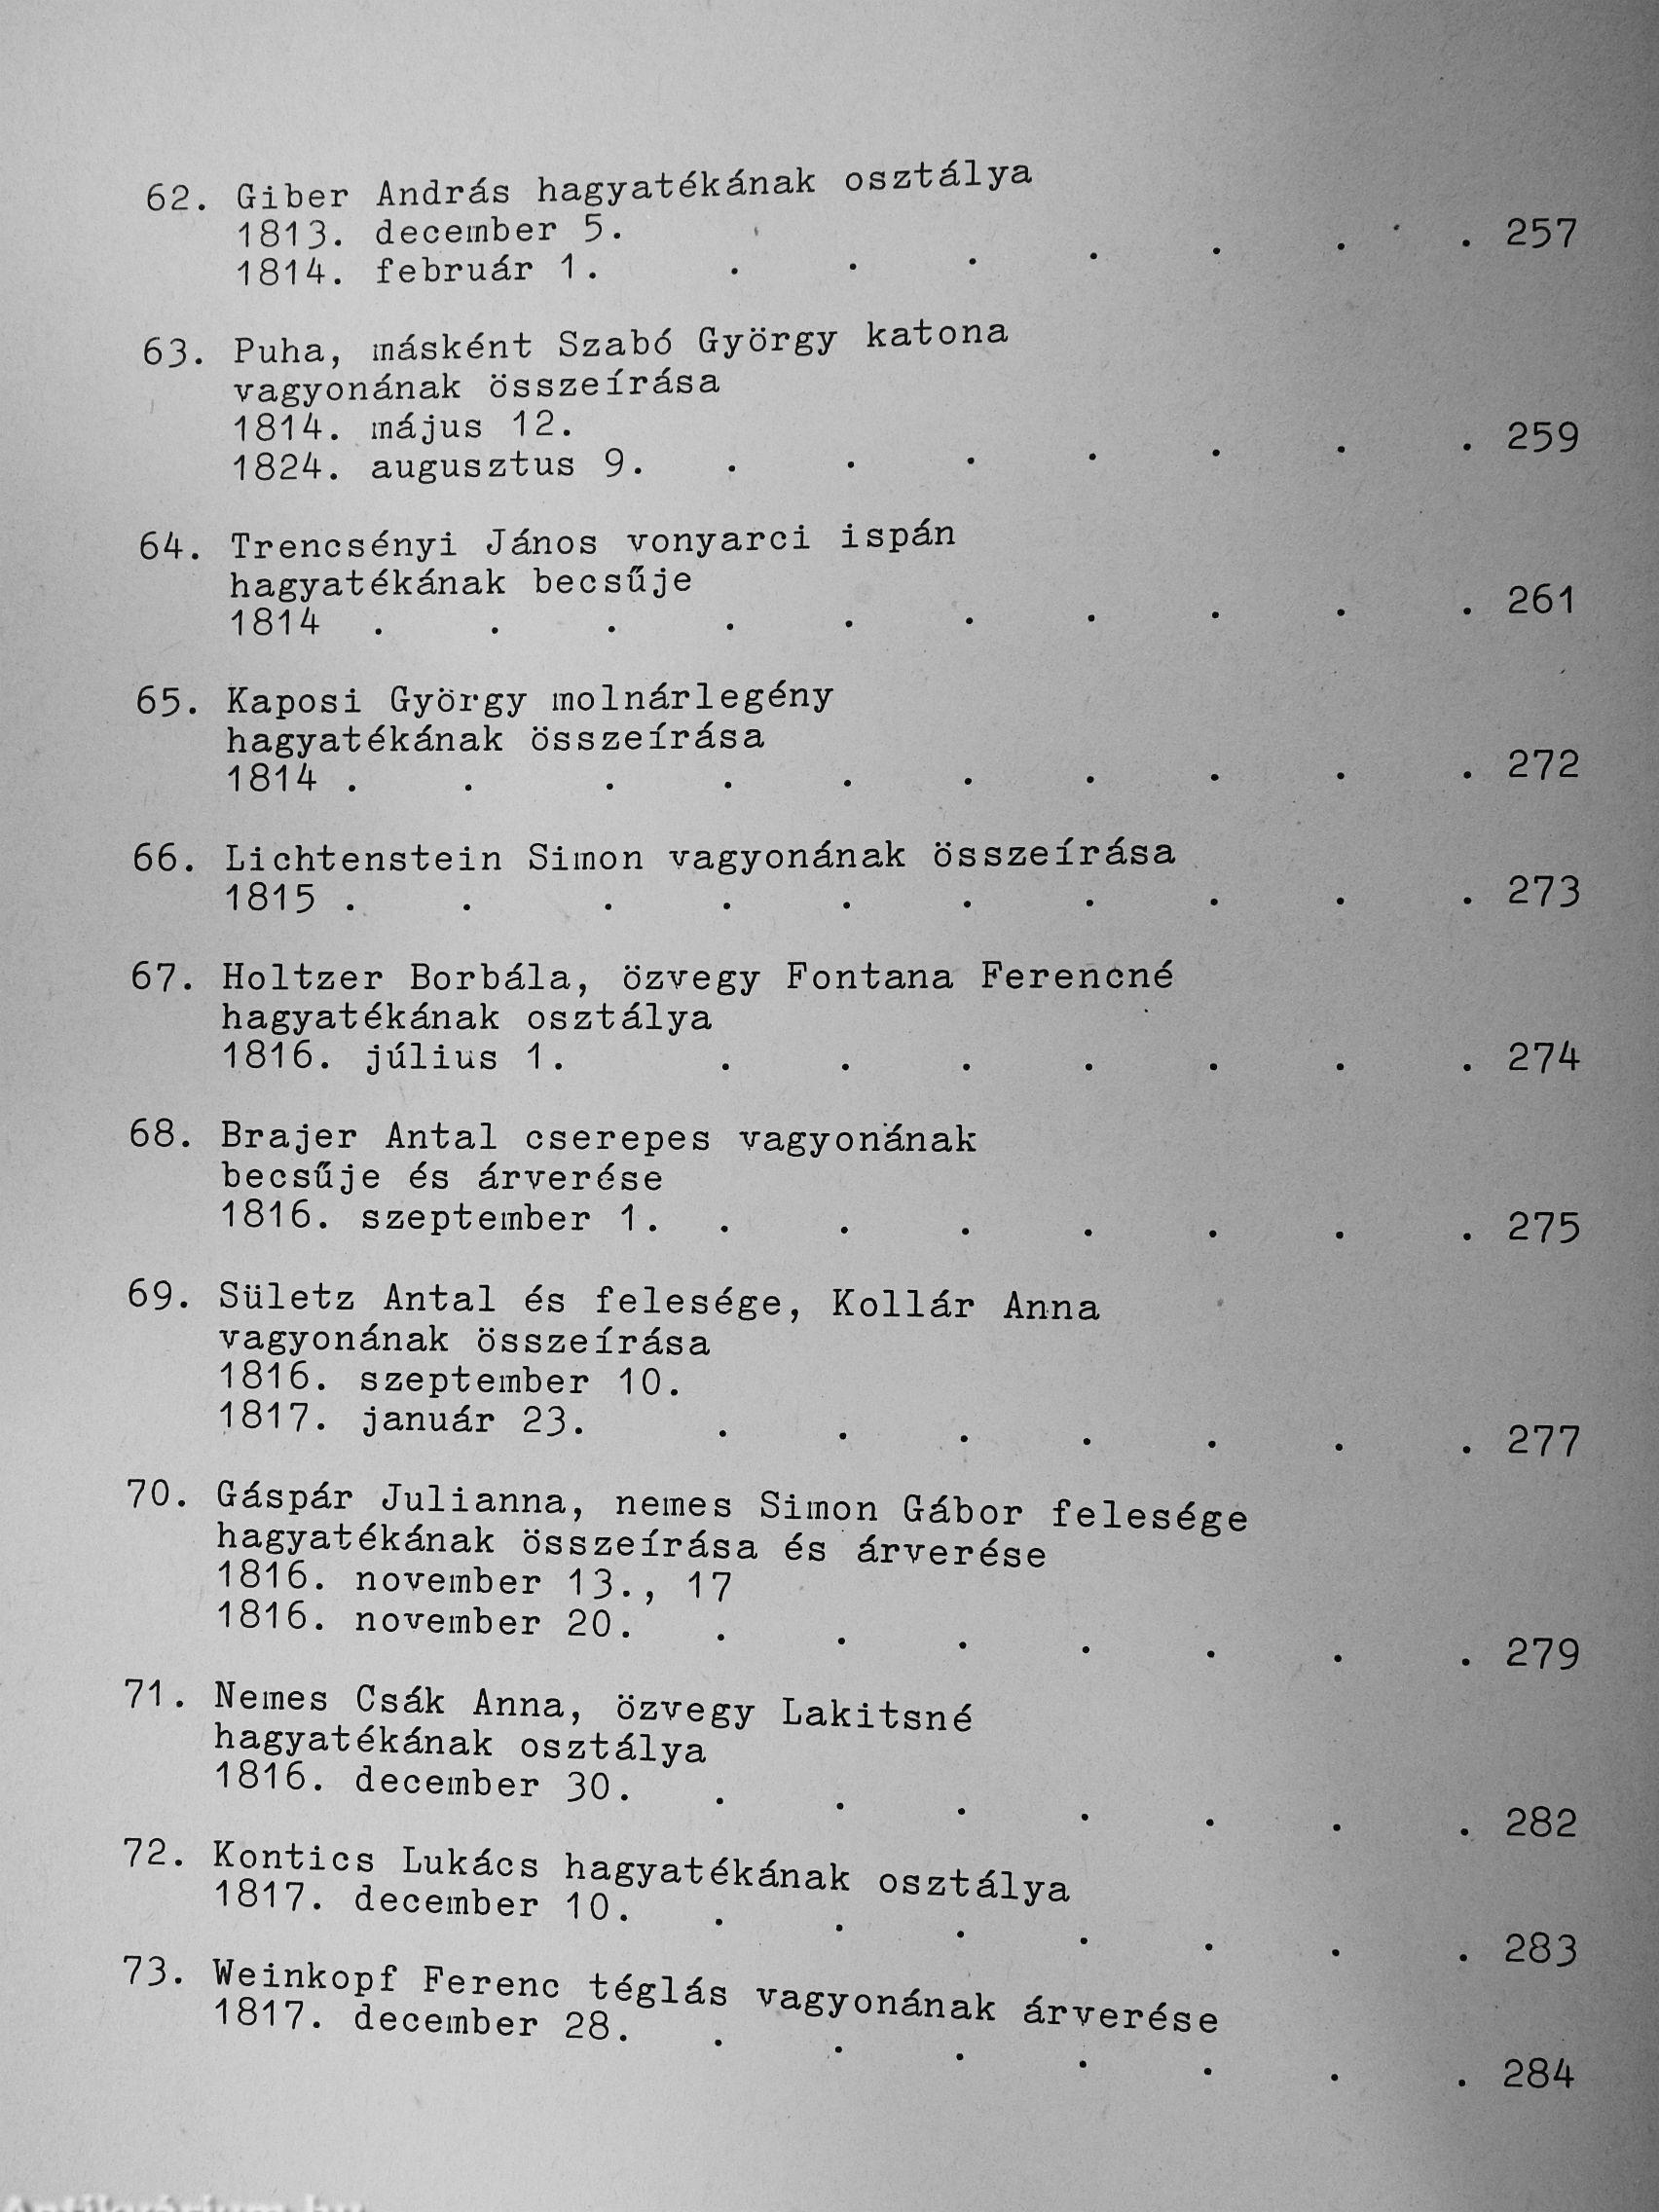 62. Giber András hagyatékának osztálya
1813. december 5.
1814. február 1. . . . . . . . 257
63. Puha, másként Szabó György katona
vagyonának összeírása
1814. május 12.
1824. augusztus 9. . . . . . . . 259
64. Trencsényi János vonyarci ispán
hagyatékának becsűje
1814 . . . . . . . . . . 261
65. Kaposi György molnárlegény
hagyatékának összeírása
1814 . . . . . . . . . . 272
66. Lichtenstein Simon vagyonának összeírása
1815 . . . . . . . . . . 273
67. Holtzer Borbála, özvegy Fontana Ferencné
hagyatékának osztálya
1816. július 1. . . . . . . . 274
68. Brajer Antal cserepes vagyonának
becsűje és árverése
1816. szeptember 1. . . . . . . . 275
69. Sületz Antal és felesége, Kollár Anna
vagyonának összeírása
1816. szeptember 10.
1817. január 23. . . . . . . . 277
70. Gáspár Julianna, nemes Simon Gábor felesége
hagyatékának összeírása és árverése
1816. november 13., 17
1816. november 20. . . . . . . . 279
71. Nemes Csák Anna, özvegy Lakitsné
hagyatékának osztálya
1816. december 30. . . . . . . . 282
72. Kontics Lukács hagyatékának osztálya
1817. december 10. . . . . . . . 283
73. Weinkopf Ferenc téglás vagyonának árverése
1817. december 28. . . . . . . . 284